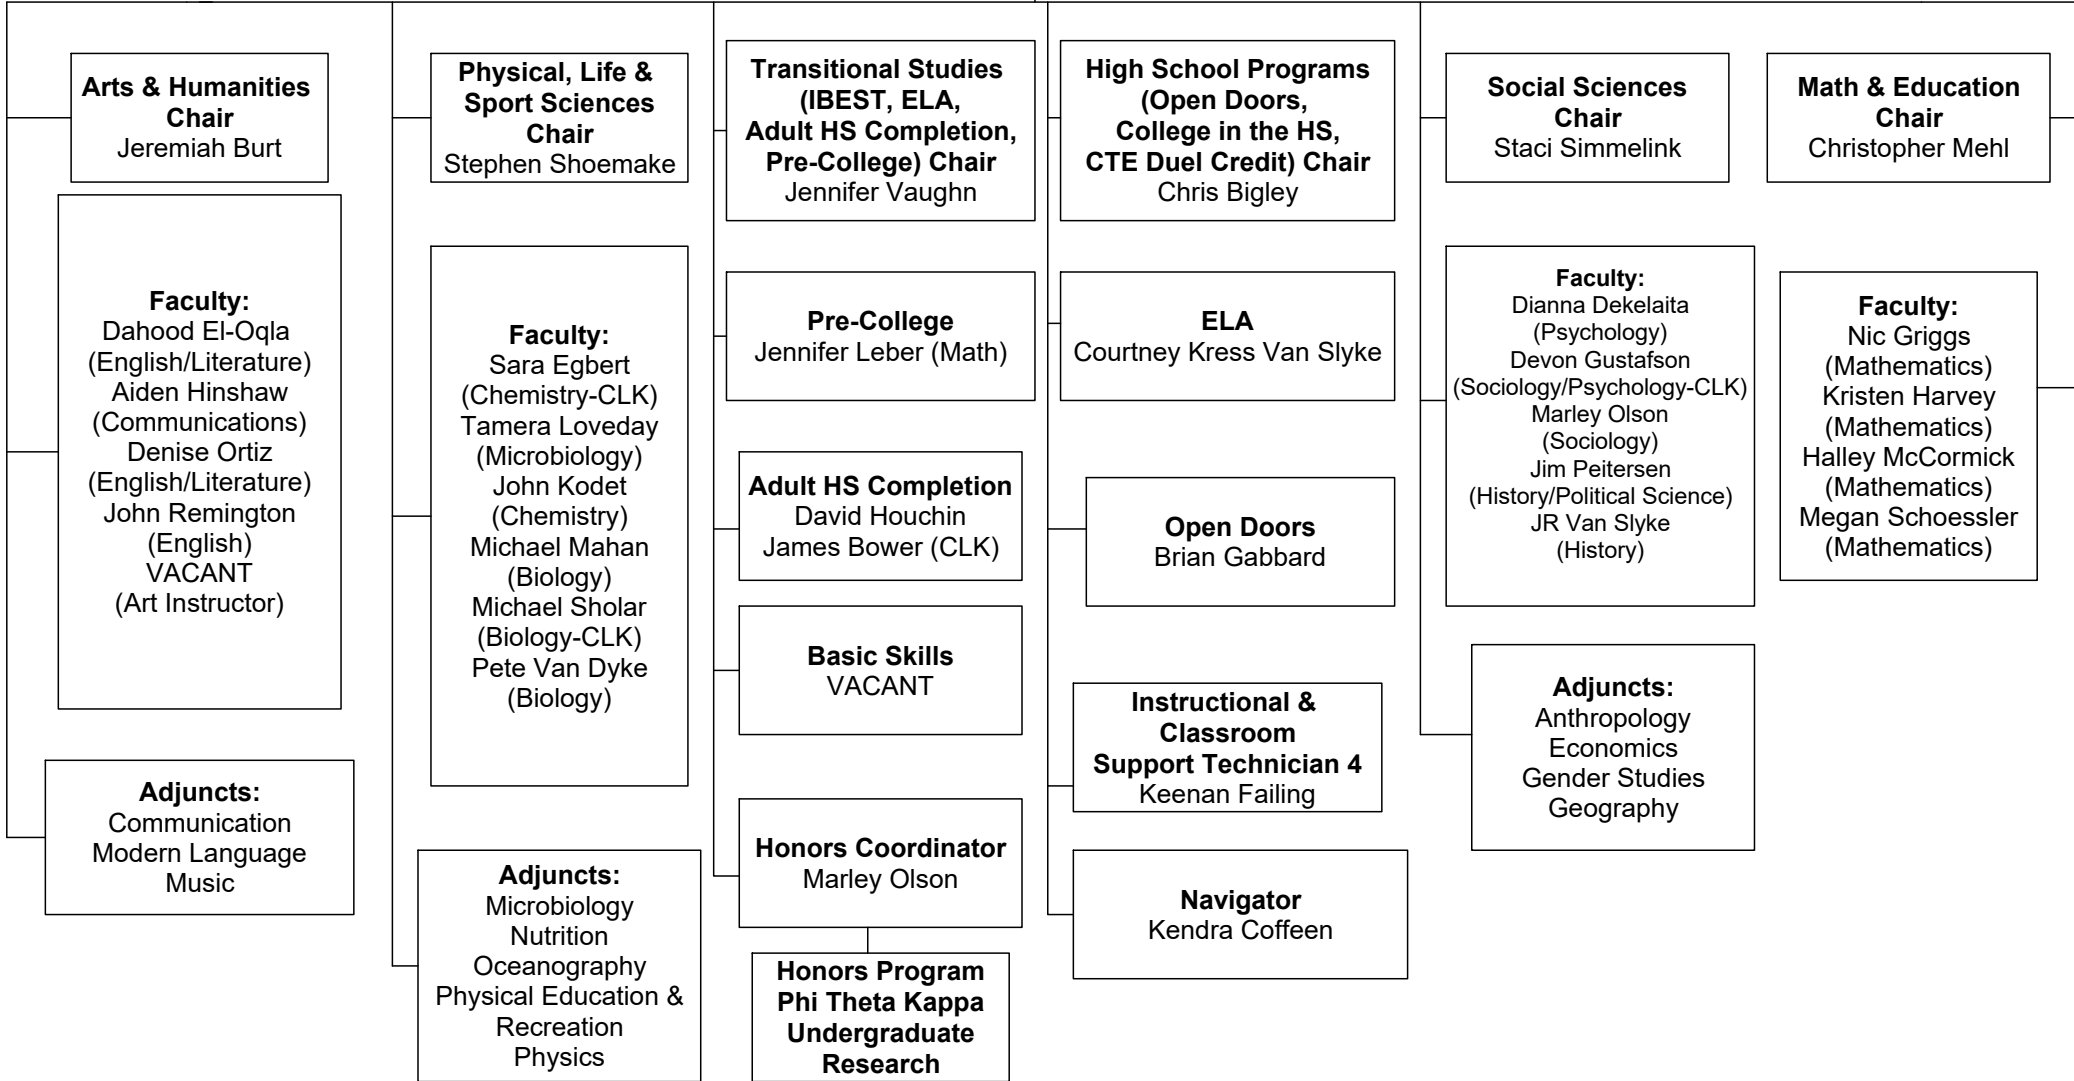 Arts & Humanities
Chair
Jeremiah Burt
Faculty:
Dahood El-Oqla
(English/Literature)
Aiden Hinshaw
(Communications)
Denise Ortiz
(English/Literature)
John Remington
(English)
VACANT
(Art Instructor)
Adjuncts:
Communication
Modern Language
Music
Physical, Life &
Sport Sciences
Chair
Stephen Shoemake
Faculty:
Sara Egbert
(Chemistry-CLK)
Tamera Loveday
(Microbiology)
John Kodet
(Chemistry)
Michael Mahan
(Biology)
Michael Sholar
(Biology-CLK)
Pete Van Dyke
(Biology)
Adjuncts:
Microbiology
Nutrition
Oceanography
Physical Education &
Recreation
Physics
Transitional Studies
(IBEST, ELA,
Adult HS Completion,
Pre-College) Chair
Jennifer Vaughn
Pre-College
Jennifer Leber (Math)
Adult HS Completion
David Houchin
James Bower (CLK)
Basic Skills
VACANT
Honors Coordinator
Marley Olson
Honors Program
Phi Theta Kappa
Undergraduate
Research
High School Programs
(Open Doors,
College in the HS,
CTE Duel Credit) Chair
Chris Bigley
ELA
Courtney Kress Van Slyke
Open Doors
Brian Gabbard
Instructional &
Classroom
Support Technician 4
Keenan Failing
Navigator
Kendra Coffeen
Social Sciences
Chair
Staci Simmelink
Faculty:
Dianna Dekelaita
(Psychology)
Devon Gustafson
(Sociology/Psychology-CLK)
Marley Olson
(Sociology)
Jim Peitersen
(History/Political Science)
JR Van Slyke
(History)
Adjuncts:
Anthropology
Economics
Gender Studies
Geography
Math & Education
Chair
Christopher Mehl
Faculty:
Nic Griggs
(Mathematics)
Kristen Harvey
(Mathematics)
Halley McCormick
(Mathematics)
Megan Schoessler
(Mathematics)